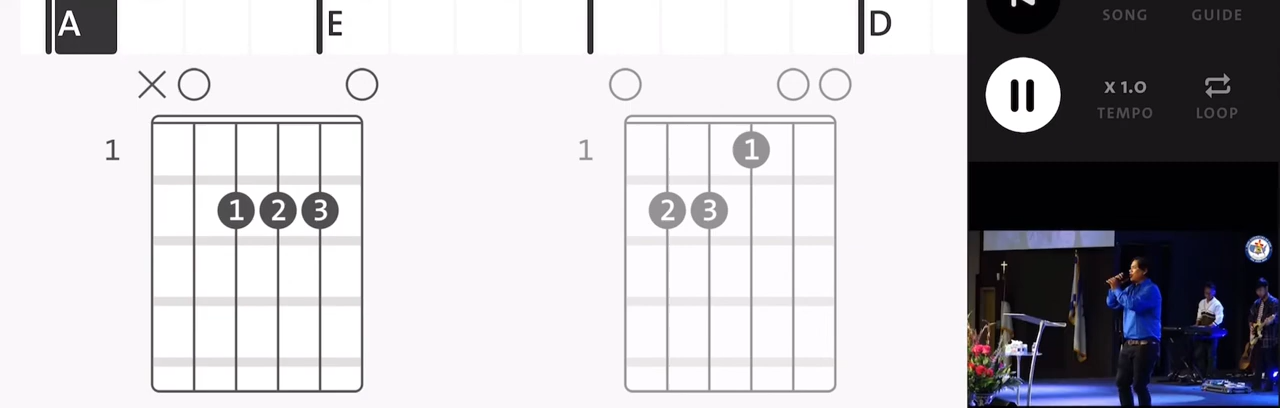 A E D
SONG GUIDE
X 1.0
TEMPO LOOP
1 1 1
1 2 3 2 3